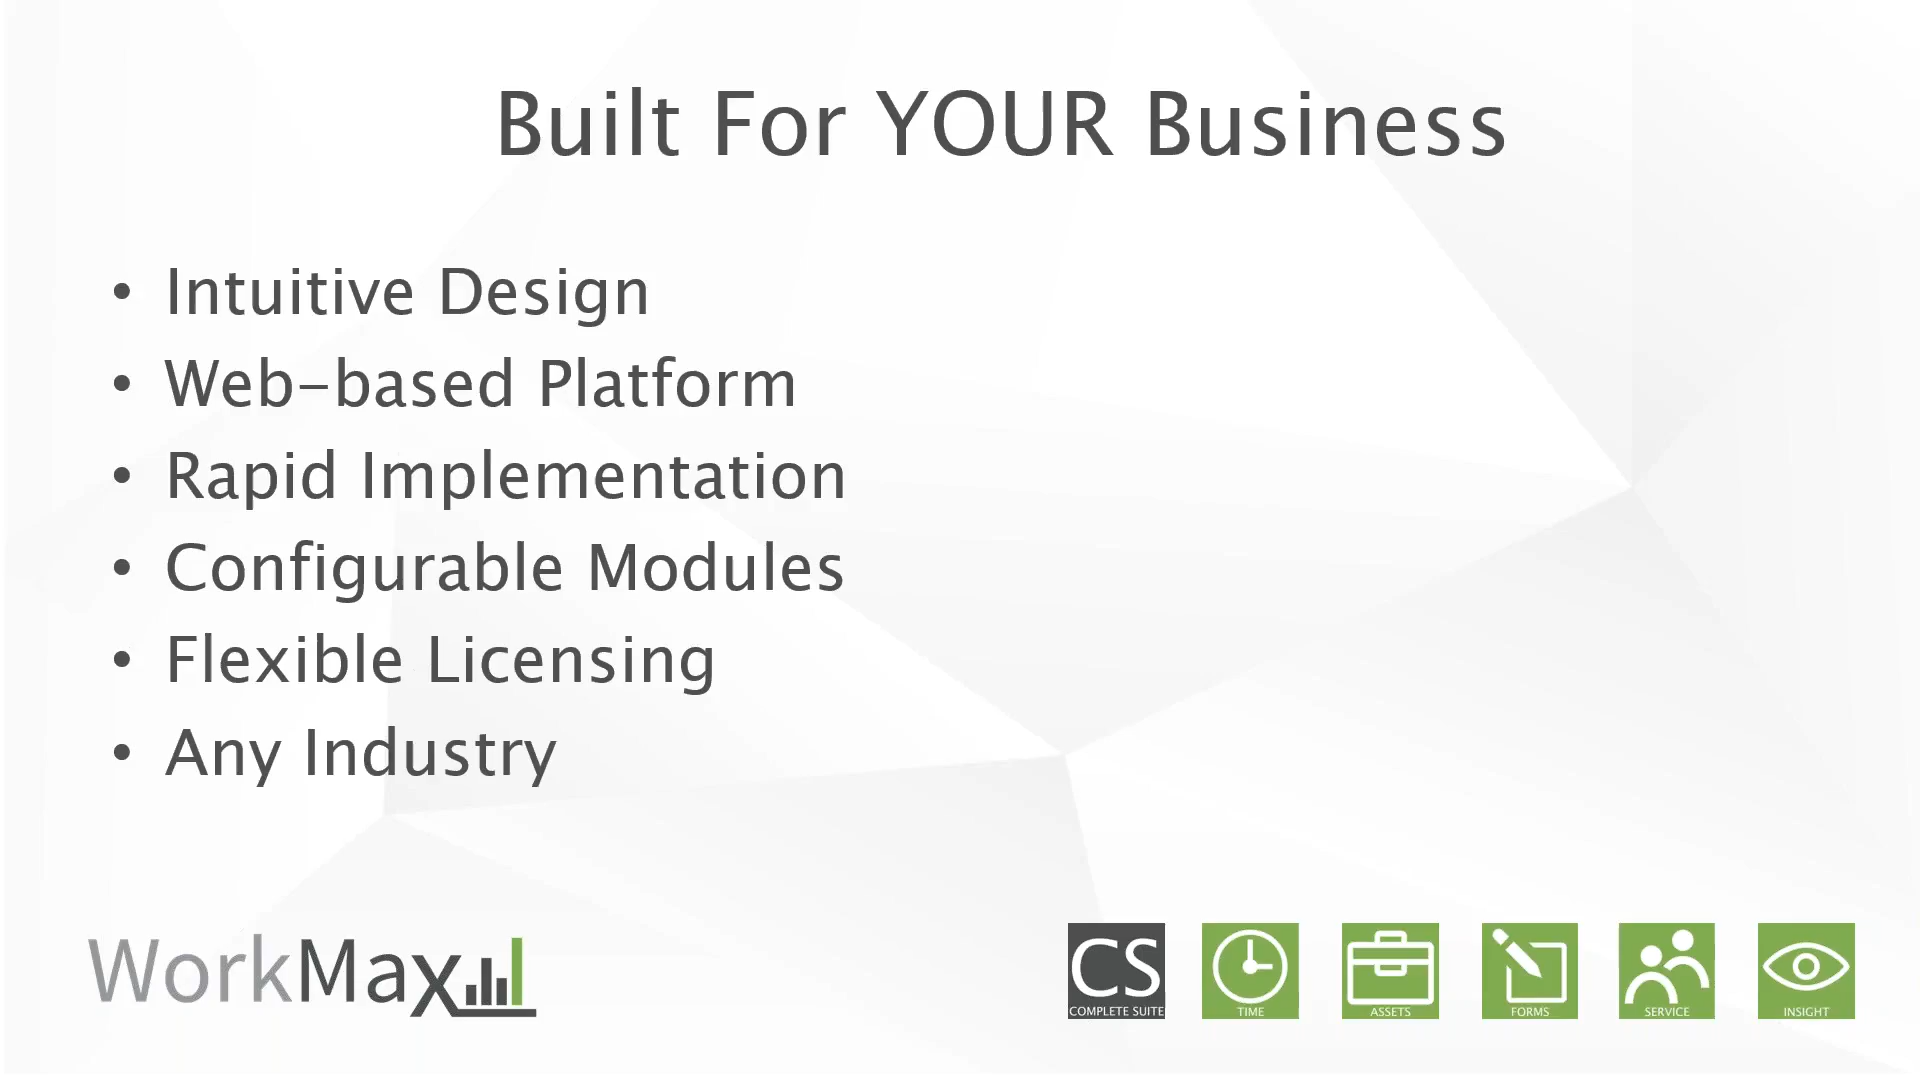 Built For YOUR Business
• Intuitive Design
• Web-based Platform
• Rapid Implementation
• Configurable Modules
• Flexible Licensing
• Any Industry
WorkMax
CS
COMPLETE SUITE
TIME
ASSETS
FORMS
SERVICE
INSIGHT